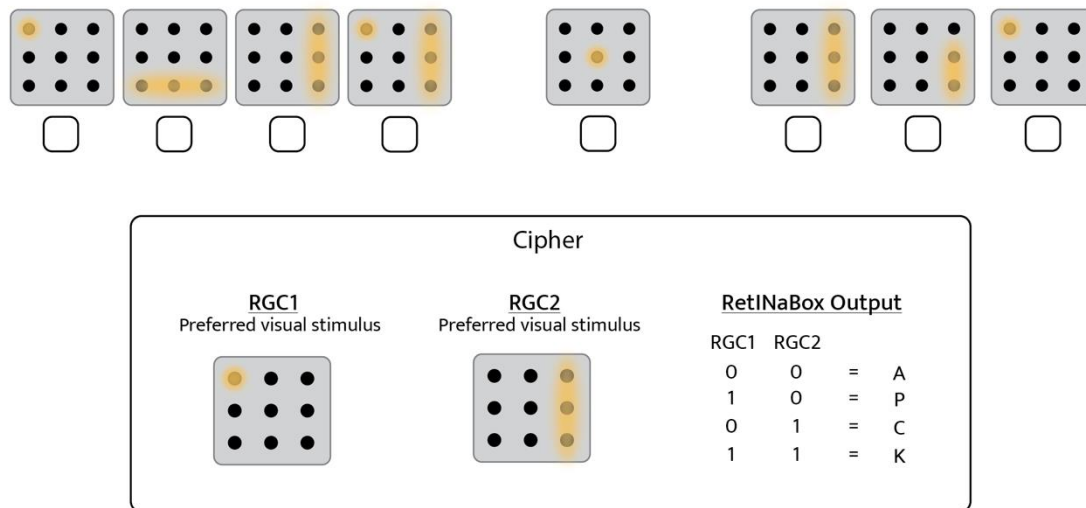 Cipher
RGC1
Preferred visual stimulus
RGC2
Preferred visual stimulus
RetINaBox Output
RGC1 RGC2
0 0 = A
1 0 = P
0 1 = C
1 1 = K